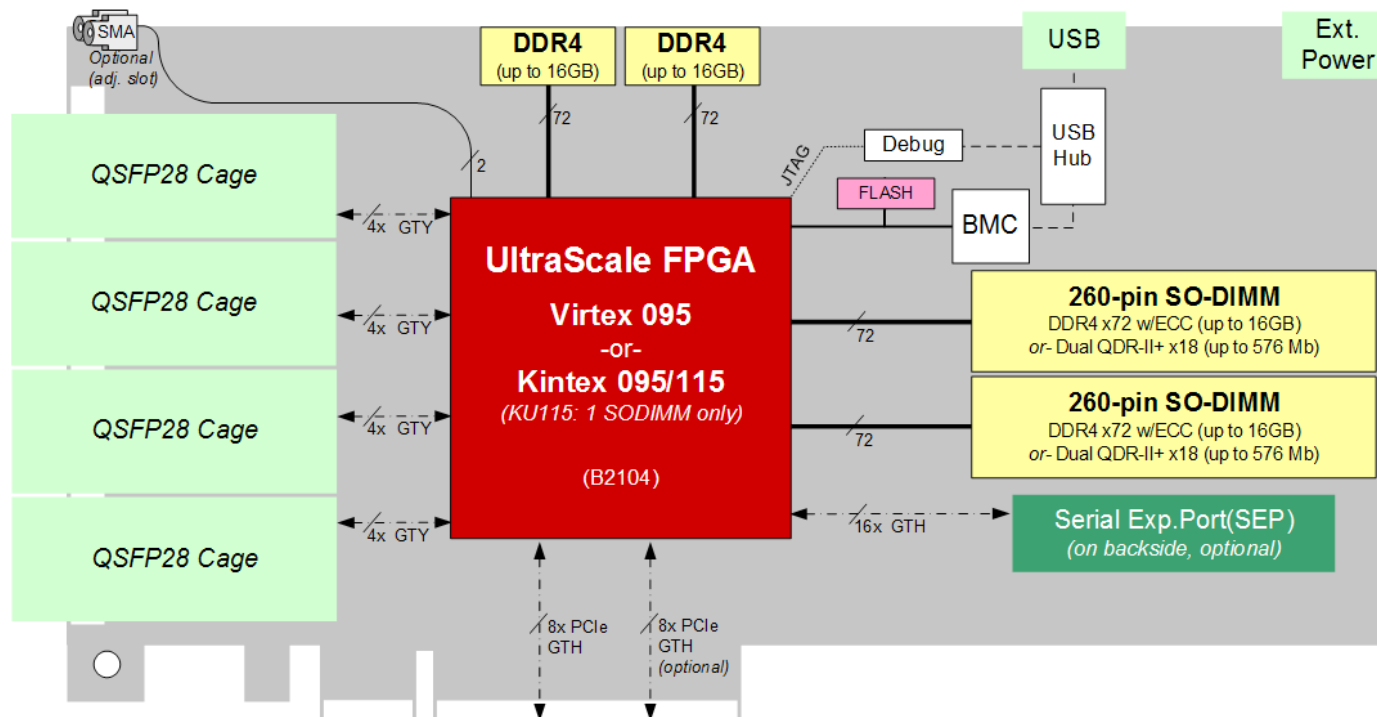 SMA
Optional
(adj. slot)
DDR4
(up to 16GB)
DDR4
(up to 16GB)
USB
Ext.
Power
72
72
2
JTAG
Debug
USB
Hub
FLASH
BMC
QSFP28 Cage
4x GTY
QSFP28 Cage
4x GTY
QSFP28 Cage
4x GTY
QSFP28 Cage
4x GTY
UltraScale FPGA
Virtex 095
-or-
Kintex 095/115
(KU115: 1 SODIMM only)
(B2104)
72
260-pin SO-DIMM
DDR4 x72 w/ECC (up to 16GB)
or- Dual QDR-II+ x18 (up to 576 Mb)
72
260-pin SO-DIMM
DDR4 x72 w/ECC (up to 16GB)
or- Dual QDR-II+ x18 (up to 576 Mb)
16x GTH
Serial Exp.Port(SEP)
(on backside, optional)
8x PCIe
GTH
8x PCIe
GTH
(optional)